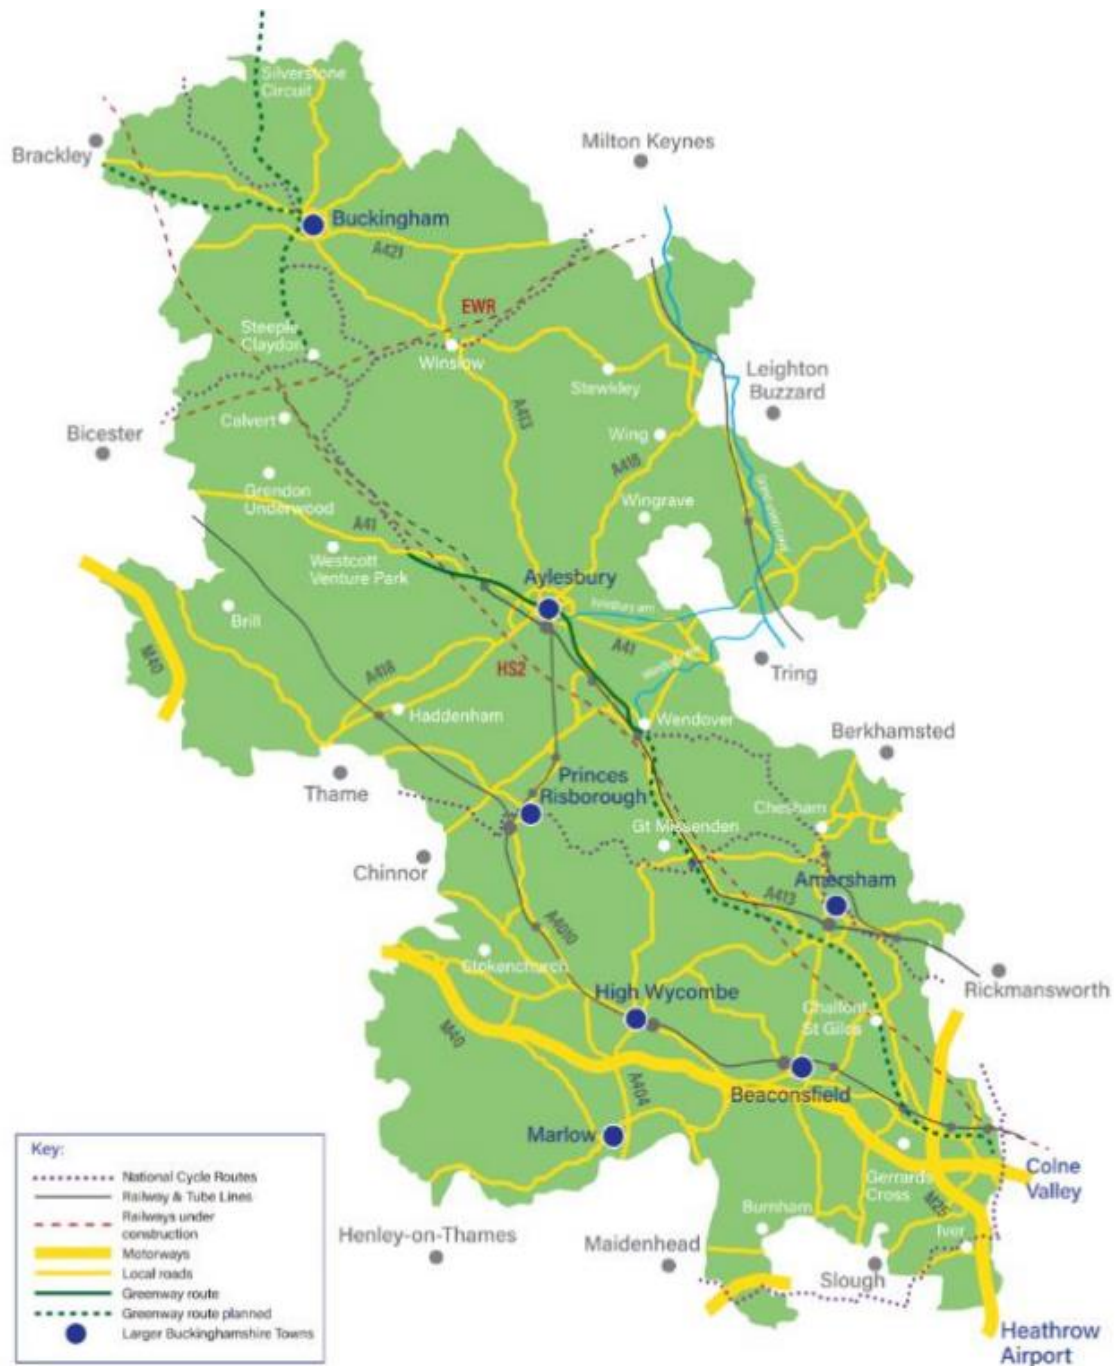 Silverstone
Circuit
Brackley
Milton Keynes
Buckingham
A421
EWR
Steeple
Claydon
Winslow
Stewkley
Leighton
Buzzard
Calvert
A413
Bicester
Wing
A418
Grendon
Underwood
Wingrave
A41
Westcott
Venture Park
Aylesbury
Brill
A41
M40
A418
HS2
Tring
Haddenham
Wendover
Berkhamsted
Thame
Princes
Risborough
Chesham
Gt Missenden
Chinnor
Amersham
A413
A4010
Stokenchurch
Rickmansworth
High Wycombe
Chalfont
St Giles
M40
A404
Beaconsfield
Marlow
Colne
Valley
Gerrards
Cross
M25
Burnham
Iver
Henley-on-Thames
Maidenhead
Slough
Heathrow
Airport
Key:
National Cycle Routes
Railway & Tube Lines
Railways under
construction
Motorways
Local roads
Greenway route
Greenway route planned
Larger Buckinghamshire Towns